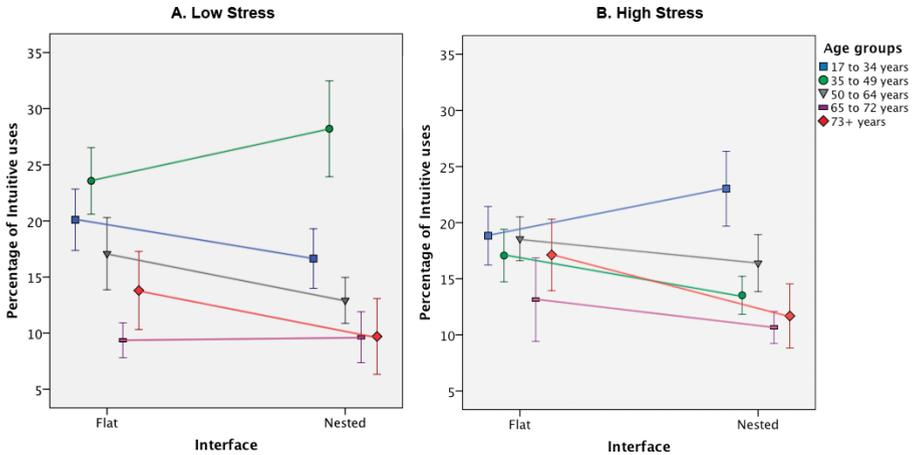 A. Low Stress
35
30
25
20
15
10
5
Percentage of Intuitive uses
Flat
Nested
Interface
B. High Stress
35
30
25
20
15
10
5
Percentage of Intuitive uses
Flat
Nested
Interface
Age groups
17 to 34 years
35 to 49 years
50 to 64 years
65 to 72 years
73+ years